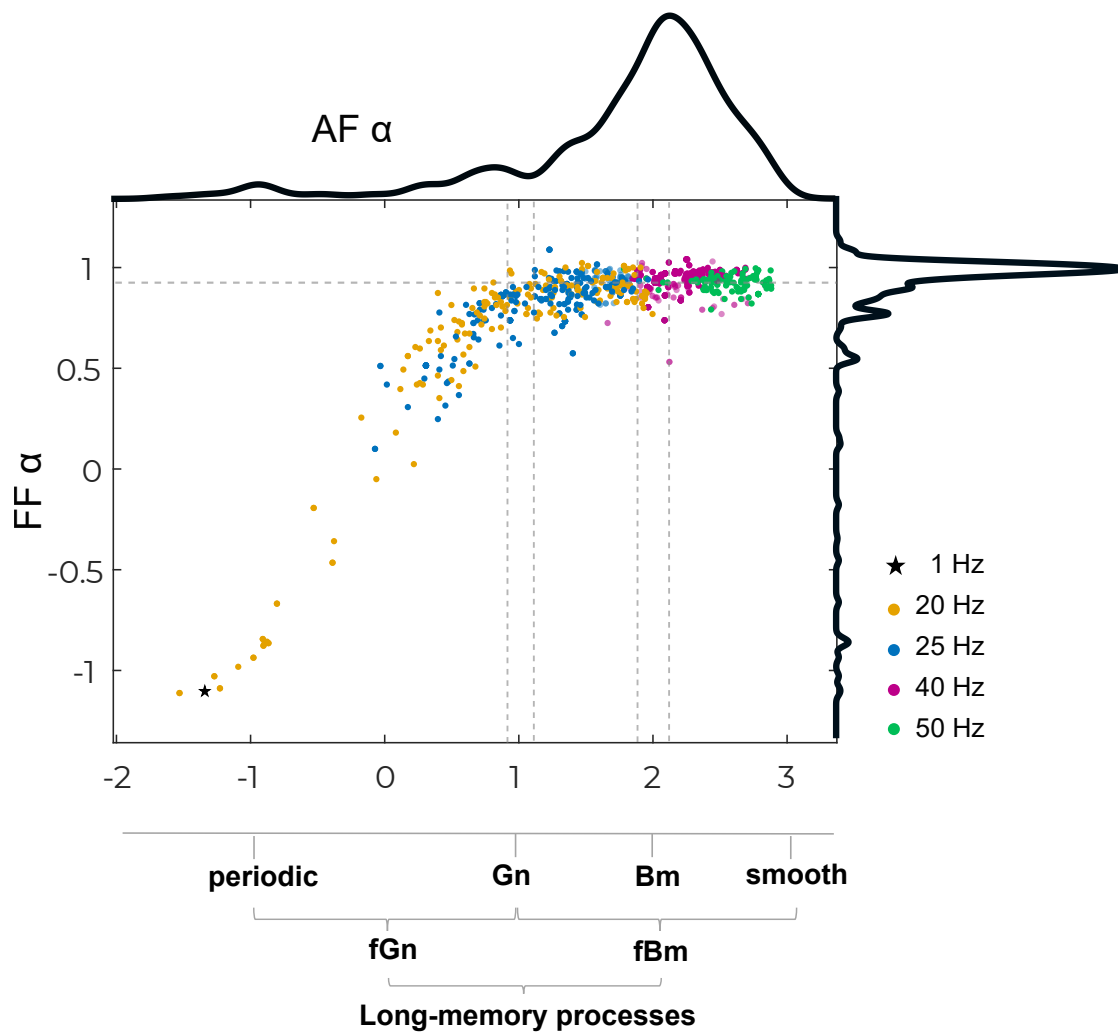 AF α
1
0.5
0
-0.5
-1
FF α
-2 -1 0 1 2 3
1 Hz
20 Hz
25 Hz
40 Hz
50 Hz
periodic Gn Bm smooth
fGn fBm
Long-memory processes